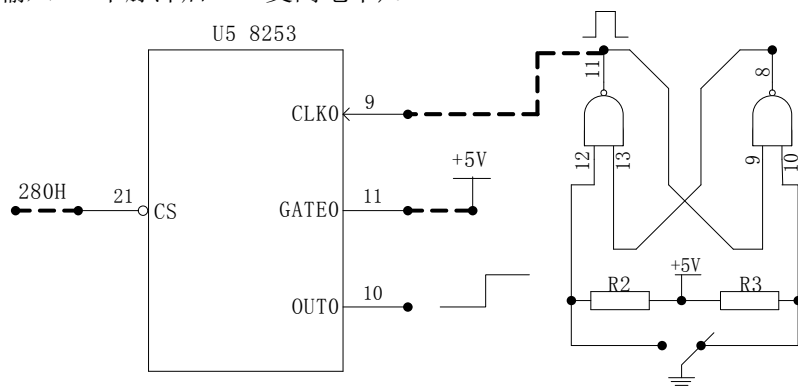 U5 8253
CLK0
9
280H
21
CS
GATE0
11
+5V
OUT0
10
11
8
12
13
9
10
+5V
R2
R3